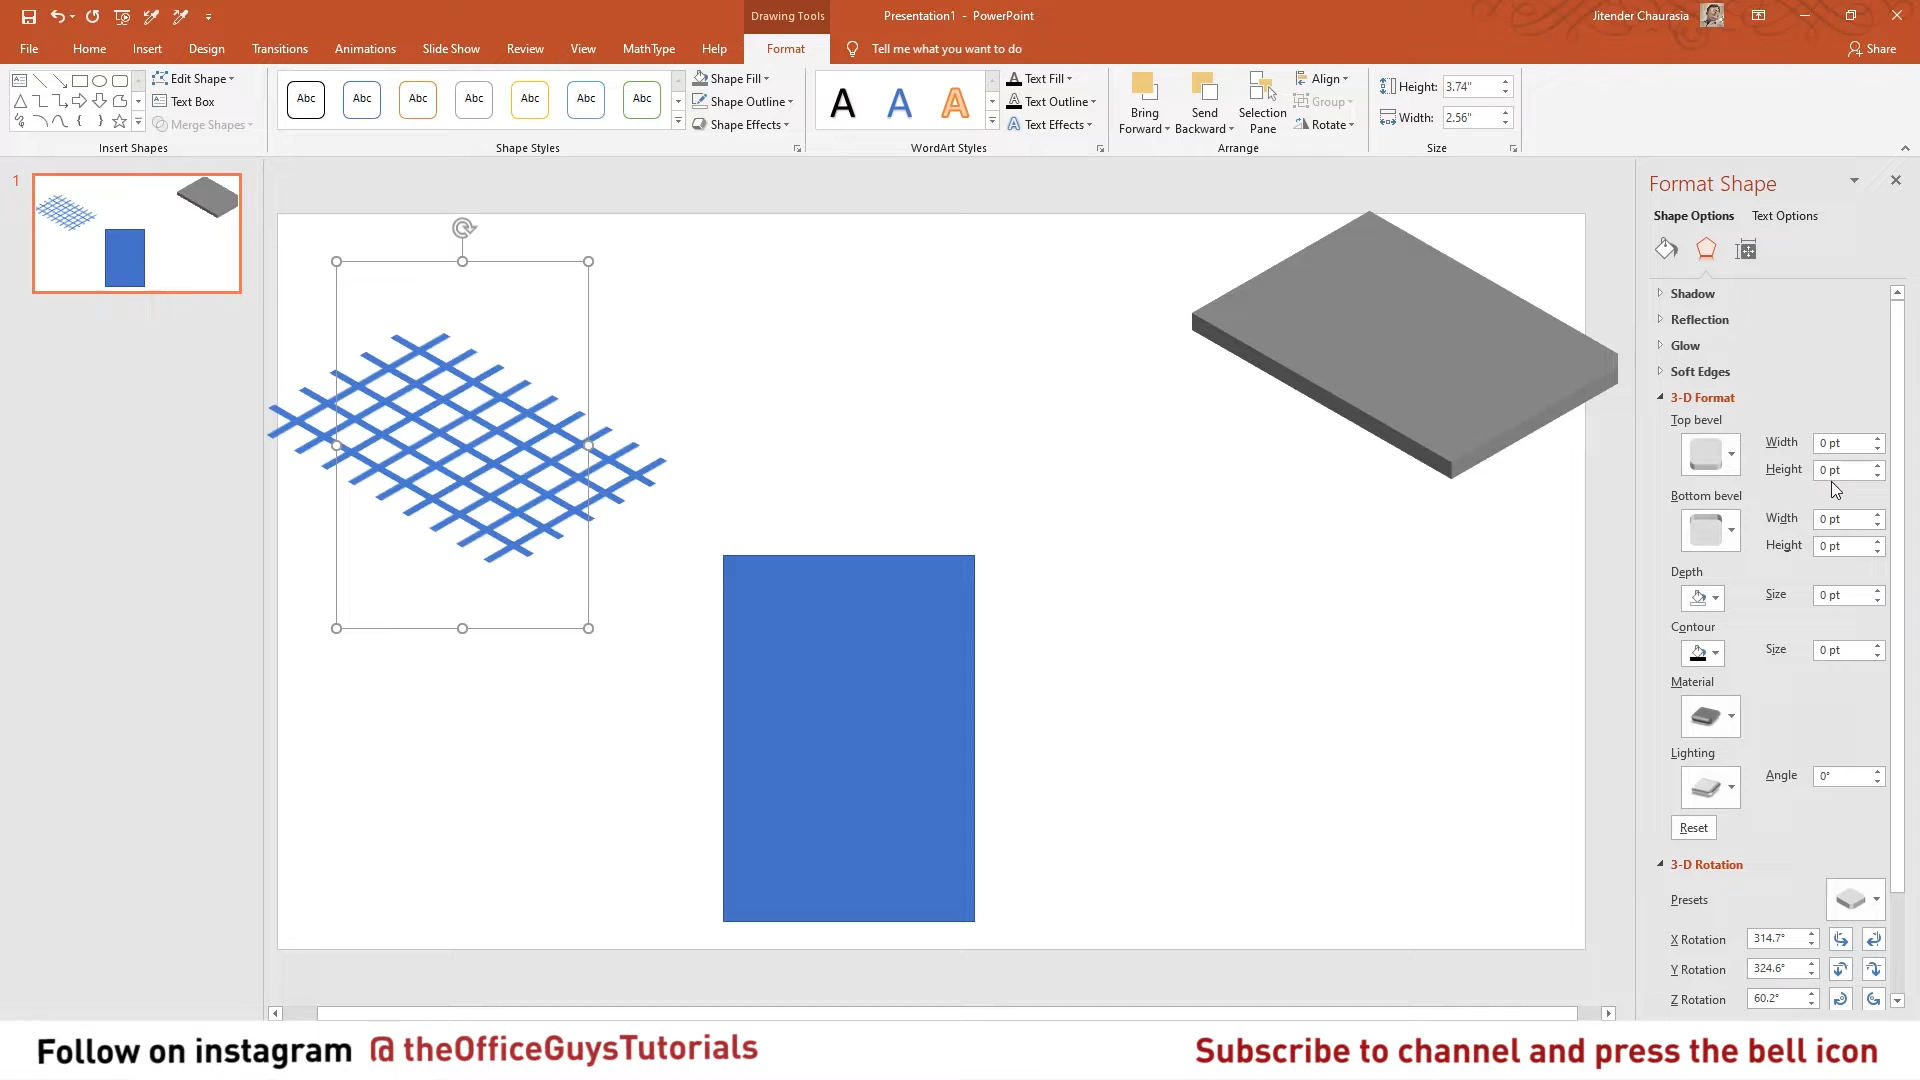 Drawing Tools
Presentation1 - PowerPoint
Jitender Chaurasia
File
Home
Insert
Design
Transitions
Animations
Slide Show
Review
View
MathType
Help
Format
Tell me what you want to do
Share
Edit Shape
Text Box
Merge Shapes
Insert Shapes
Abc
Abc
Abc
Abc
Abc
Abc
Abc
Shape Fill
Shape Outline
Shape Effects
Shape Styles
A
A
A
Text Fill
Text Outline
Text Effects
WordArt Styles
Bring Forward
Send Backward
Selection Pane
Align
Group
Rotate
Arrange
Height: 3.74"
Width: 2.56"
Size
1
Format Shape
Shape Options
Text Options
Shadow
Reflection
Glow
Soft Edges
3-D Format
Top bevel
Width 0 pt
Height 0 pt
Bottom bevel
Width 0 pt
Height 0 pt
Depth
Size 0 pt
Contour
Size 0 pt
Material
Lighting
Angle 0°
Reset
3-D Rotation
Presets
X Rotation 314.7°
Y Rotation 324.6°
Z Rotation 60.2°
Follow on instagram @ theOfficeGuysTutorials
Subscribe to channel and press the bell icon